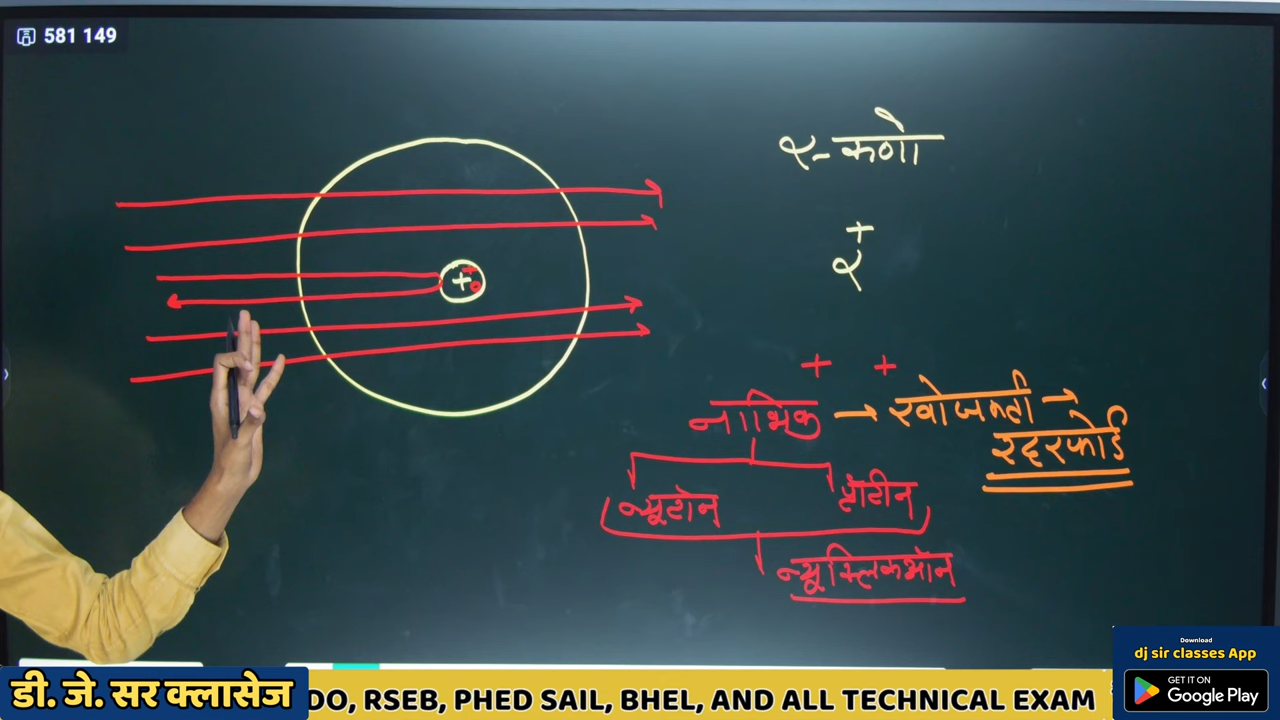 581 149
α-कणो
+
α
+ +
नाभिक → खोजकर्ता →
रदरफोर्ड
न्यूट्रॉन प्रोटीन
न्यूक्लिकऑन
+ +
डी. जे. सर क्लासेज
DO, RSEB, PHED SAIL, BHEL, AND ALL TECHNICAL EXAM
Download
dj sir classes App
GET IT ON
Google Play